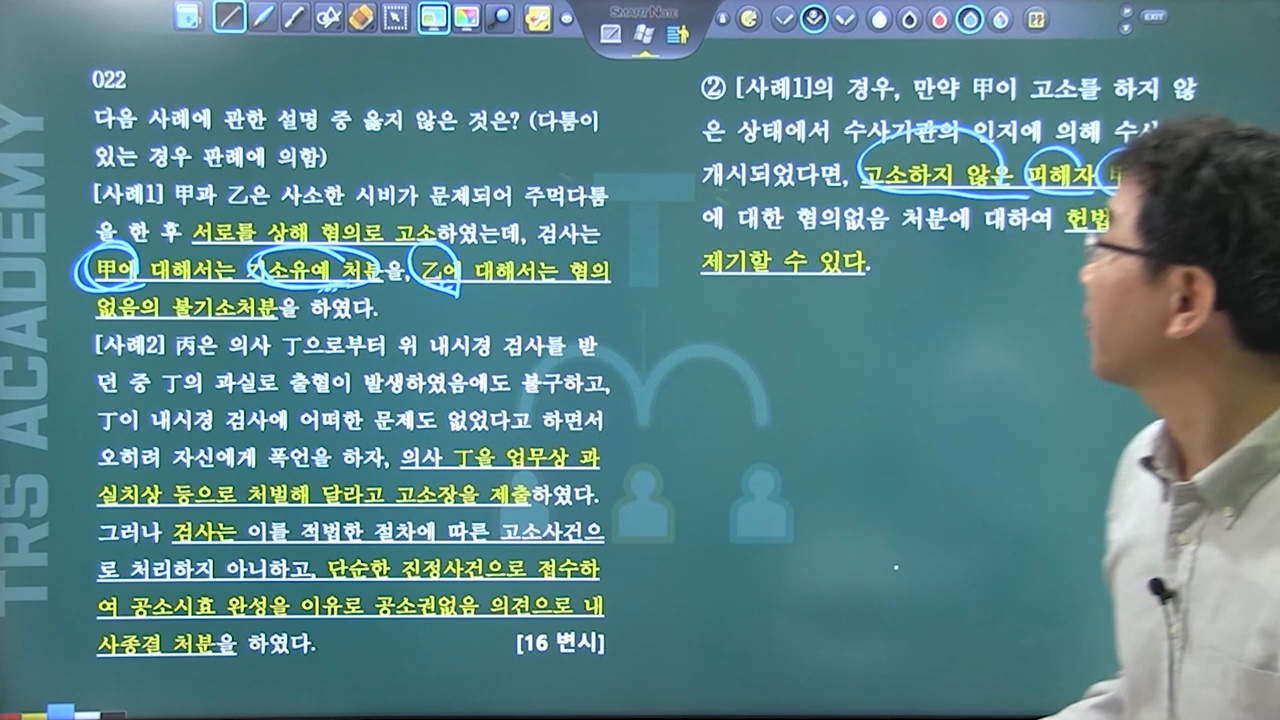 SMART NOTE
EXIT
TRS ACADEMY
022
다음 사례에 관한 설명 중 옳지 않은 것은? (다툼이
있는 경우 판례에 의함)
[사례1] 甲과 乙은 사소한 시비가 문제되어 주먹다툼
을 한 후 서로를 상해 혐의로 고소하였는데, 검사는
甲에 대해서는 기소유예 처분을, 乙에 대해서는 혐의
없음의 불기소처분을 하였다.
[사례2] 丙은 의사 丁으로부터 위 내시경 검사를 받
던 중 丁의 과실로 출혈이 발생하였음에도 불구하고,
丁이 내시경 검사에 어떠한 문제도 없었다고 하면서
오히려 자신에게 폭언을 하자, 의사 丁을 업무상 과
실치상 등으로 처벌해 달라고 고소장을 제출하였다.
그러나 검사는 이를 적법한 절차에 따른 고소사건으
로 처리하지 아니하고, 단순한 진정사건으로 접수하
여 공소시효 완성을 이유로 공소권없음 의견으로 내
사종결 처분을 하였다. [16 변시]
② [사례1]의 경우, 만약 甲이 고소를 하지 않
은 상태에서 수사기관의 인지에 의해 수사
개시되었다면, 고소하지 않은 피해자
에 대한 혐의없음 처분에 대하여 헌법
제기할 수 있다.